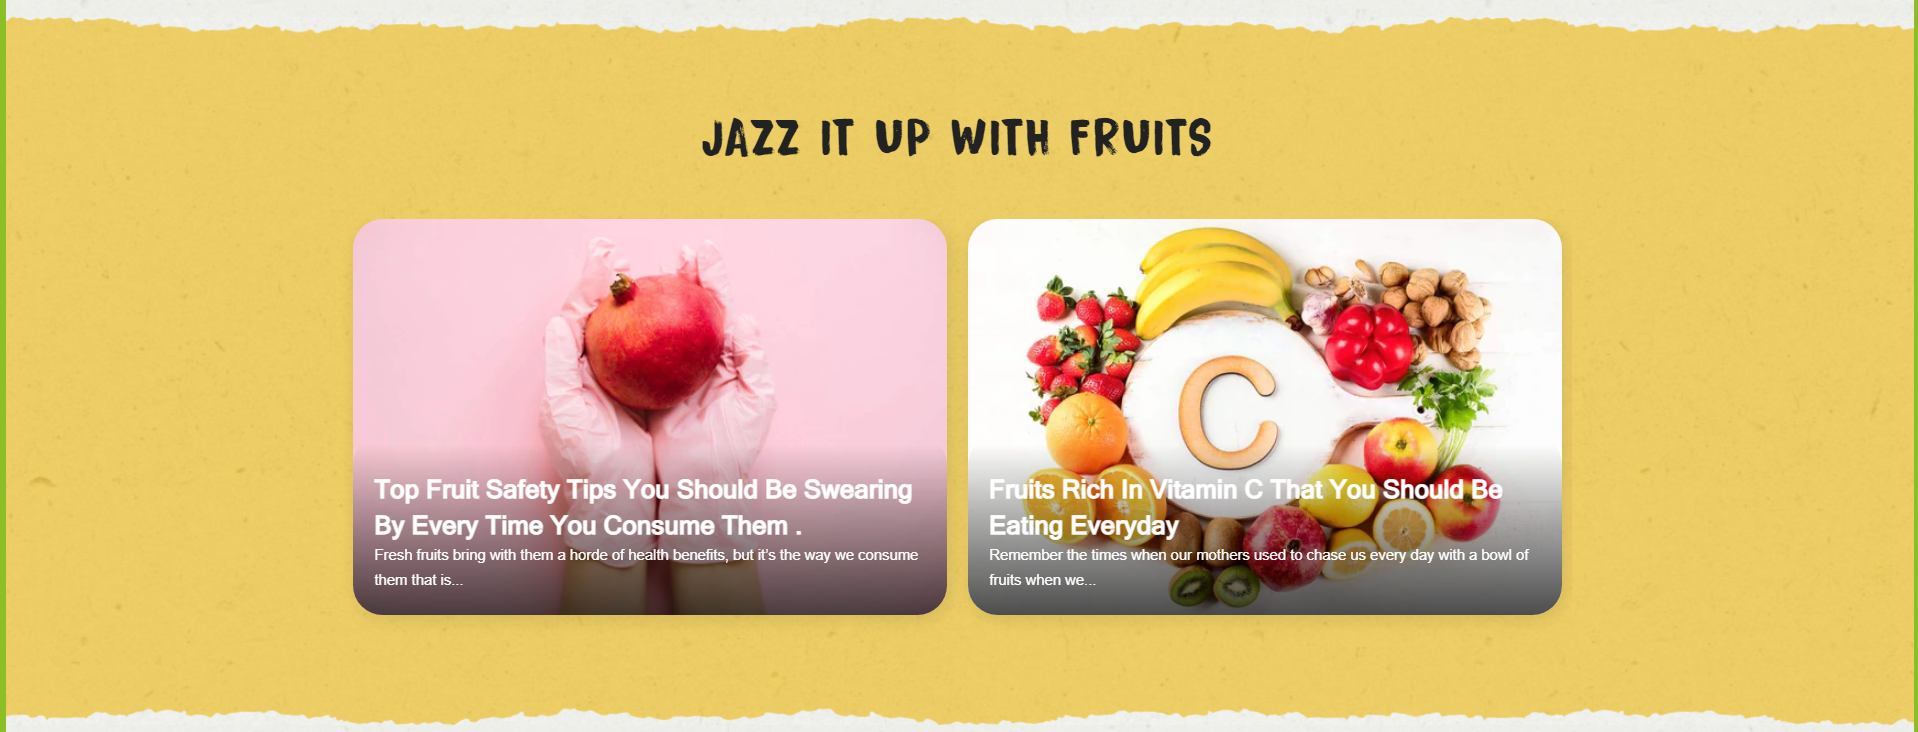 JAZZ IT UP WITH FRUITS
Top Fruit Safety Tips You Should Be Swearing
By Every Time You Consume Them .
Fresh fruits bring with them a horde of health benefits, but it's the way we consume
them that is...
C
Fruits Rich In Vitamin C That You Should Be
Eating Everyday
Remember the times when our mothers used to chase us every day with a bowl of
fruits when we...